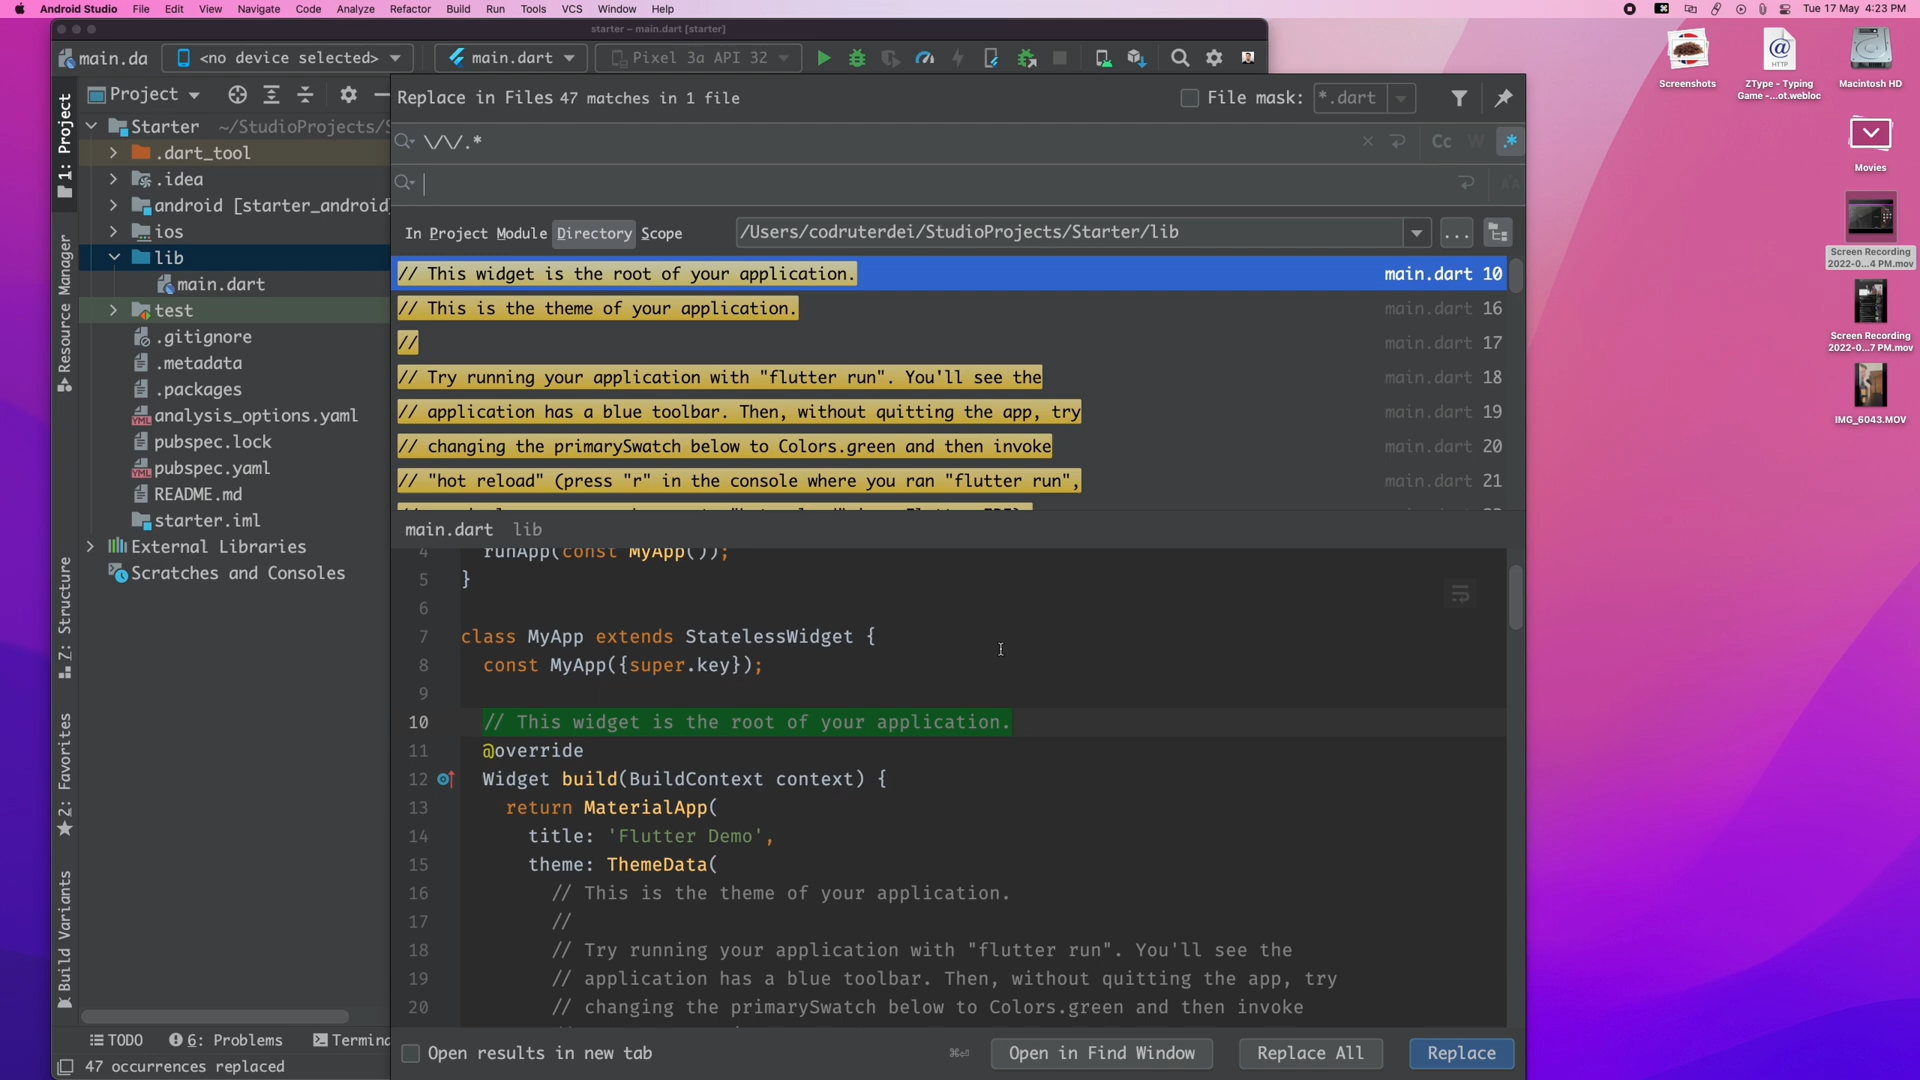 Android Studio File Edit View Navigate Code Analyze Refactor Build Run Tools VCS Window Help
Tue 17 May 4:23 PM
starter – main.dart [starter]
main.da
<no device selected>
main.dart
Pixel 3a API 32
Project
Replace in Files 47 matches in 1 file
File mask:
*.dart
\/\/.*
Cc
W
.*
In Project Module Directory Scope
/Users/codruterdei/StudioProjects/Starter/lib
...
1: Project
Resource Manager
Z: Structure
2: Favorites
Build Variants
Starter ~/StudioProjects/S
.dart_tool
.idea
android [starter_android]
ios
lib
main.dart
test
.gitignore
.metadata
.packages
analysis_options.yaml
pubspec.lock
pubspec.yaml
README.md
starter.iml
External Libraries
Scratches and Consoles
// This widget is the root of your application. main.dart 10
// This is the theme of your application. main.dart 16
// main.dart 17
// Try running your application with "flutter run". You'll see the main.dart 18
// application has a blue toolbar. Then, without quitting the app, try main.dart 19
// changing the primarySwatch below to Colors.green and then invoke main.dart 20
// "hot reload" (press "r" in the console where you ran "flutter run", main.dart 21
main.dart lib
4 runApp(const MyApp());
5 }
6
7 class MyApp extends StatelessWidget {
8 const MyApp({super.key});
9
10 // This widget is the root of your application.
11 @override
12 Widget build(BuildContext context) {
13 return MaterialApp(
14 title: 'Flutter Demo',
15 theme: ThemeData(
16 // This is the theme of your application.
17 //
18 // Try running your application with "flutter run". You'll see the
19 // application has a blue toolbar. Then, without quitting the app, try
20 // changing the primarySwatch below to Colors.green and then invoke
TODO
6: Problems
Termina
Open results in new tab
⌘⏎
Open in Find Window
Replace All
Replace
47 occurrences replaced
Screenshots
HTTP
ZType - Typing
Game -...ot.webloc
Macintosh HD
Movies
Screen Recording
2022-0...4 PM.mov
Screen Recording
2022-0...7 PM.mov
IMG_6043.MOV